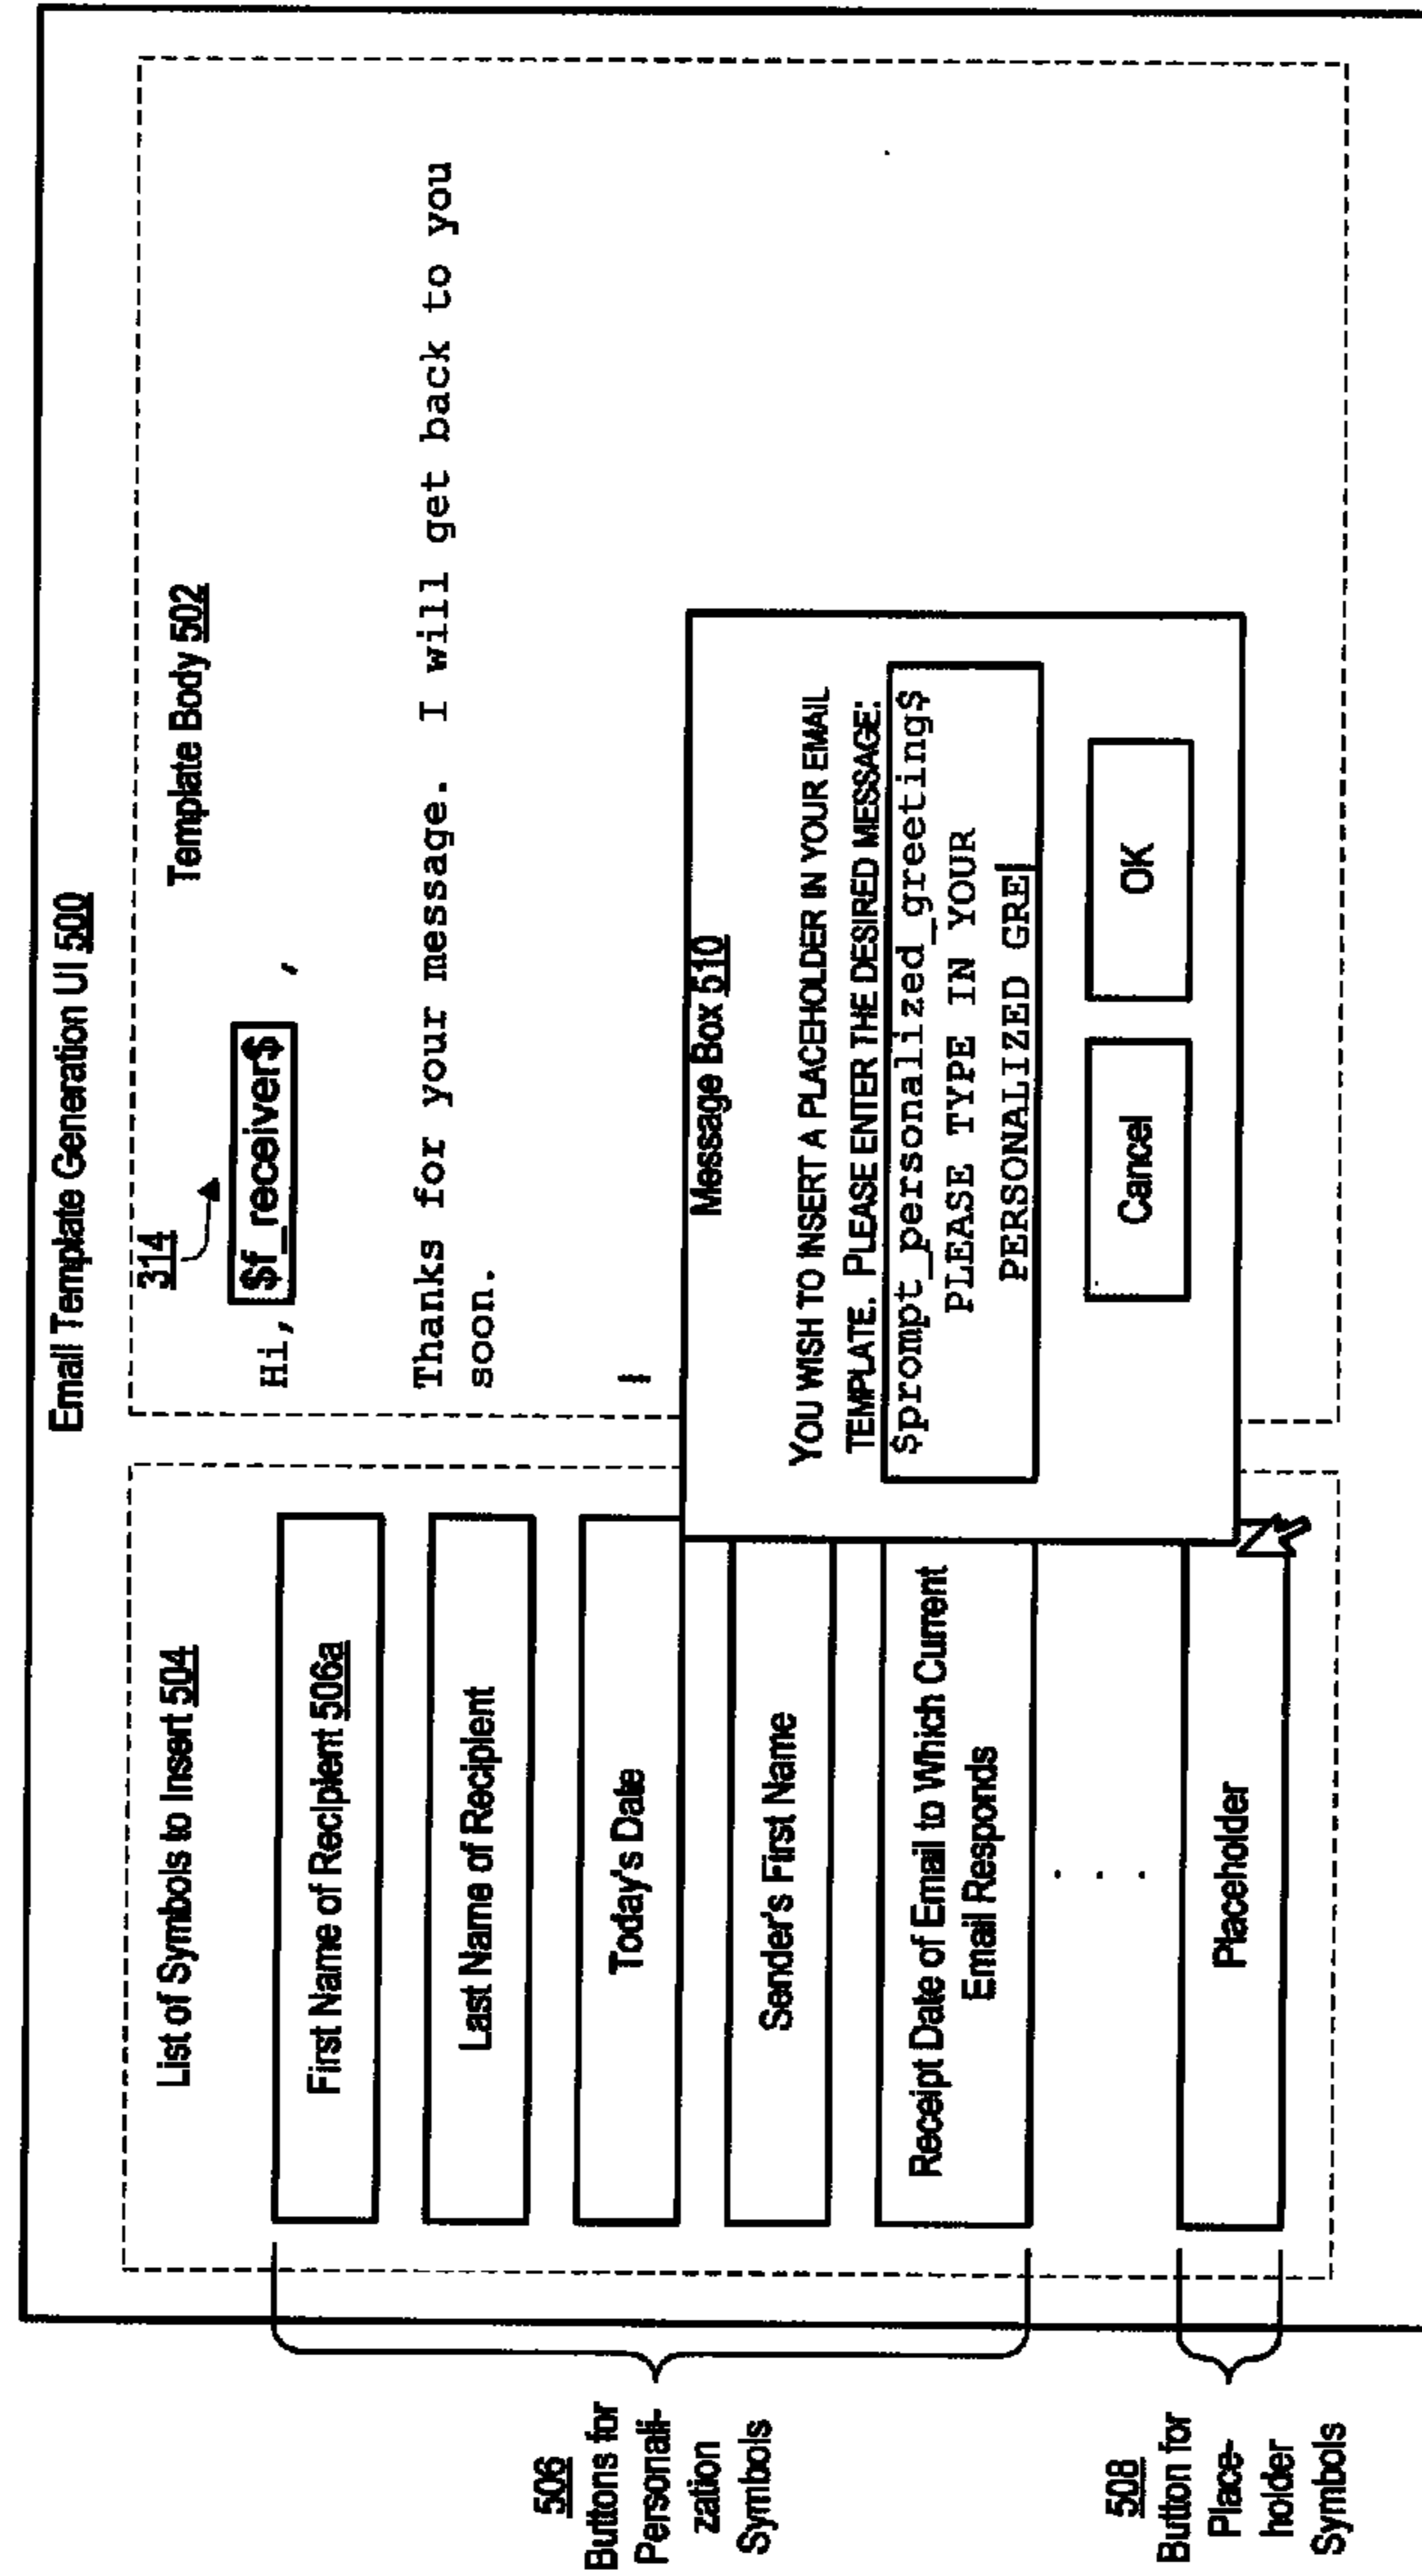 Email Template Generation UI 500
List of Symbols to Insert 504
First Name of Recipient 506a
Last Name of Recipient
Today's Date
Sender's First Name
Receipt Date of Email to Which Current
Email Responds
. . .
Placeholder
506
Buttons for
Personali-
zation
Symbols
508
Button for
Place-
holder
Symbols
Template Body 502
314
Hi, $f_receiver$ ,
Thanks for your message. I will get back to you
soon.
Message Box 510
YOU WISH TO INSERT A PLACEHOLDER IN YOUR EMAIL
TEMPLATE. PLEASE ENTER THE DESIRED MESSAGE:
$prompt_personalized_greeting$
PLEASE TYPE IN YOUR
PERSONALIZED GRE
Cancel
OK